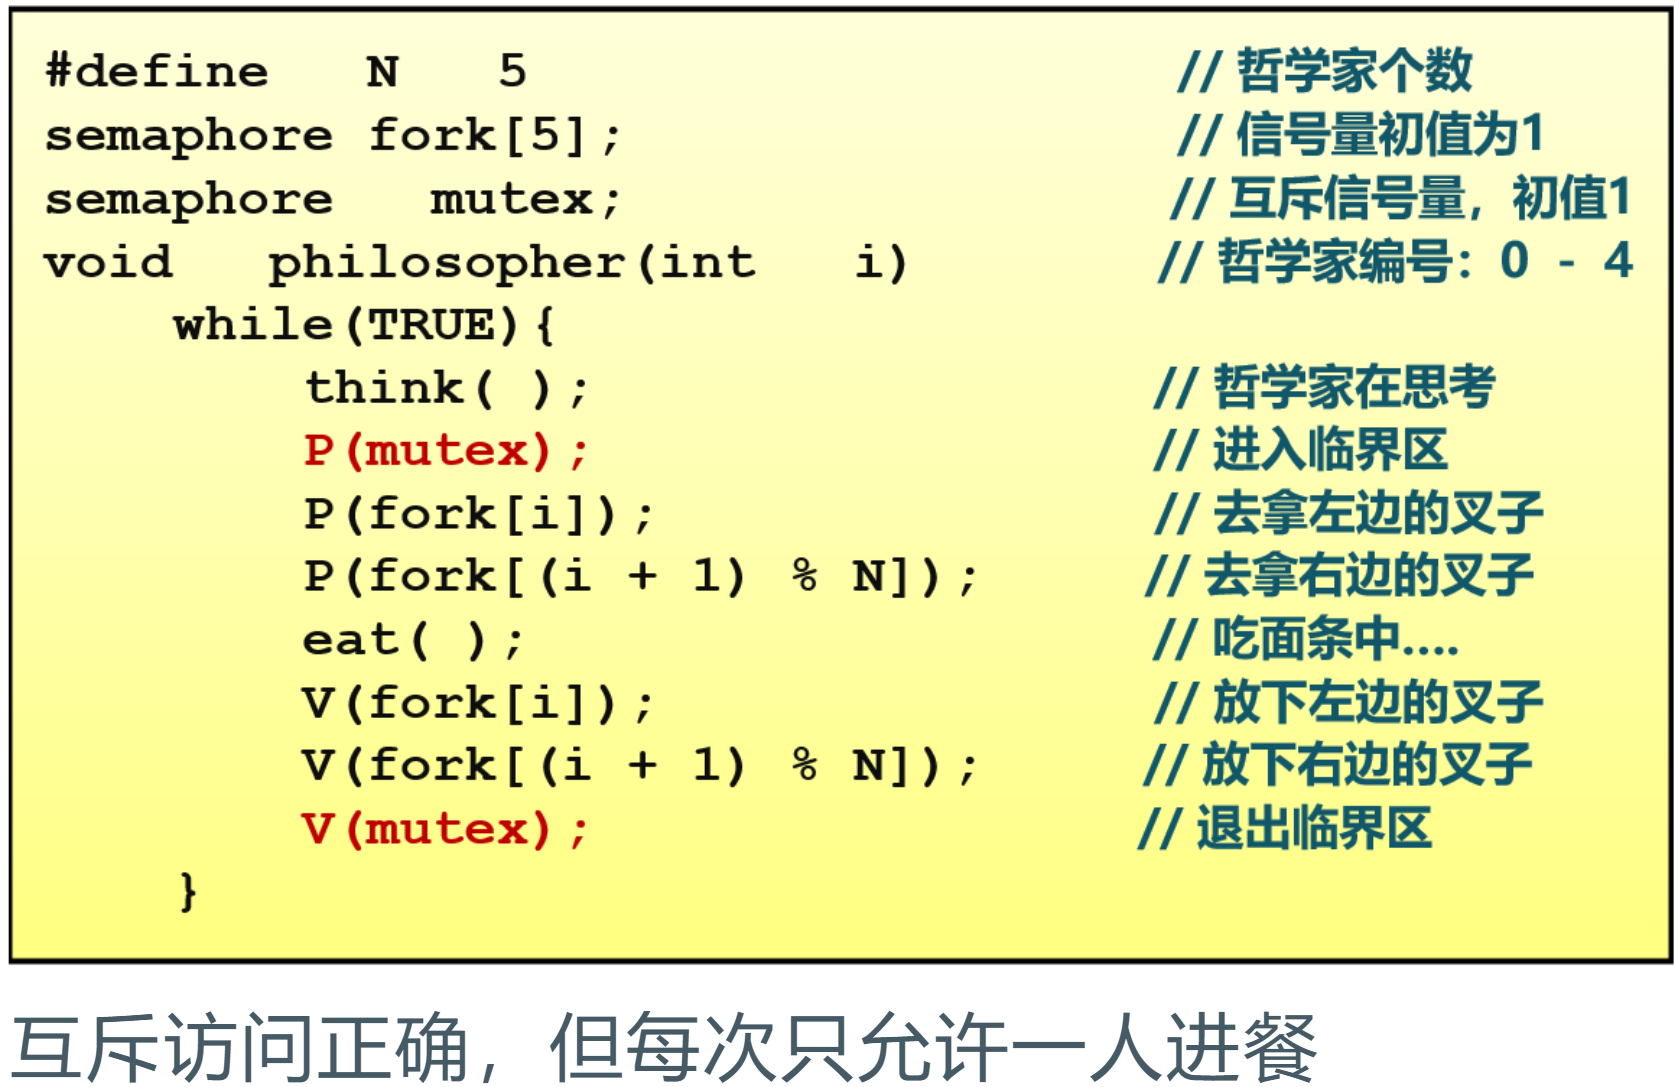 #define N 5 // 哲学家个数
semaphore fork[5]; // 信号量初值为1
semaphore mutex; // 互斥信号量，初值1
void philosopher(int i) // 哲学家编号：0 - 4
while(TRUE){
think( ); // 哲学家在思考
P(mutex); // 进入临界区
P(fork[i]); // 去拿左边的叉子
P(fork[(i + 1) % N]); // 去拿右边的叉子
eat( ); // 吃面条中....
V(fork[i]); // 放下左边的叉子
V(fork[(i + 1) % N]); // 放下右边的叉子
V(mutex); // 退出临界区
}
互斥访问正确，但每次只允许一人进餐